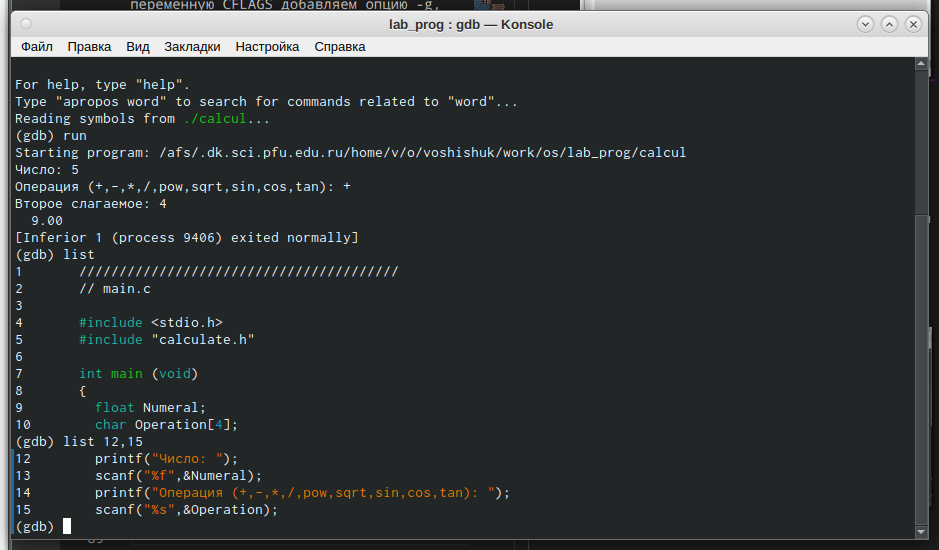 переменную CFLAGS добавляем опцию -g,
lab_prog : gdb — Konsole
Файл Правка Вид Закладки Настройка Справка
For help, type "help".
Type "apropos word" to search for commands related to "word"...
Reading symbols from ./calcul...
(gdb) run
Starting program: /afs/.dk.sci.pfu.edu.ru/home/v/o/voshishuk/work/os/lab_prog/calcul
Число: 5
Операция (+,-,*,/,pow,sqrt,sin,cos,tan): +
Второе слагаемое: 4
  9.00
[Inferior 1 (process 9406) exited normally]
(gdb) list
1       ////////////////////////////////////////
2       // main.c
3
4       #include <stdio.h>
5       #include "calculate.h"
6
7       int main (void)
8       {
9         float Numeral;
10        char Operation[4];
(gdb) list 12,15
12        printf("Число: ");
13        scanf("%f",&Numeral);
14        printf("Операция (+,-,*,/,pow,sqrt,sin,cos,tan): ");
15        scanf("%s",&Operation);
(gdb)